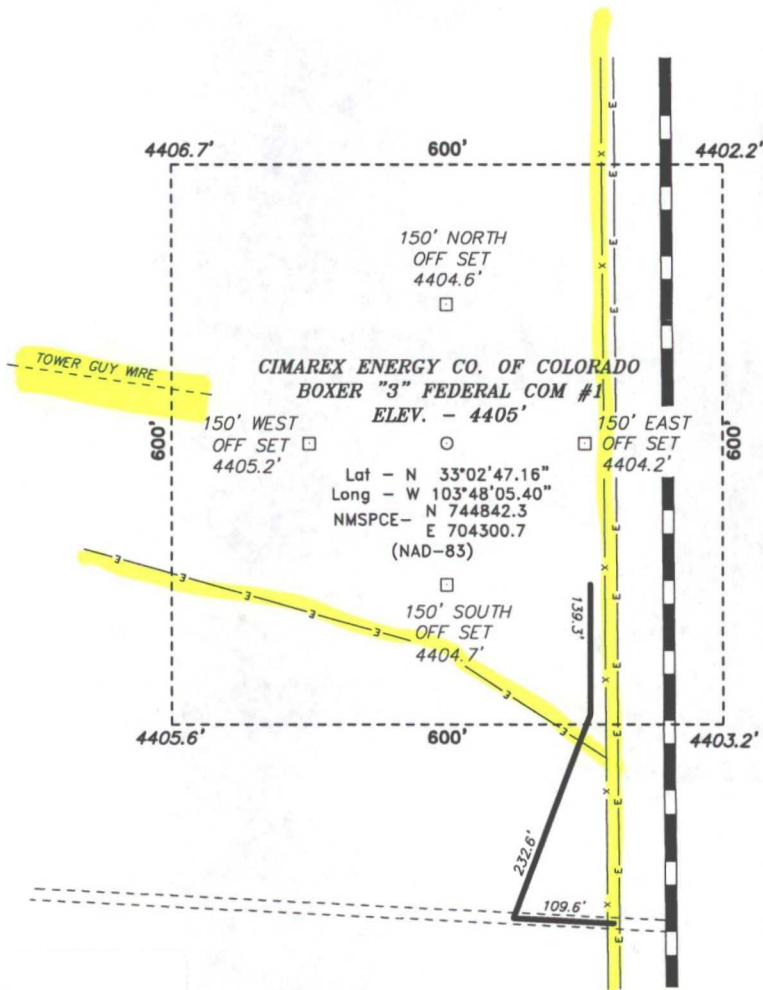 4406.7'
600'
4402.2'
150' NORTH
OFF SET
4404.6'
TOWER GUY WIRE
CIMAREX ENERGY CO. OF COLORADO
BOXER "3" FEDERAL COM #1
ELEV. - 4405'
600'
150' WEST
OFF SET
4405.2'
150' EAST
OFF SET
4404.2'
600'
Lat - N 33°02'47.16"
Long - W 103°48'05.40"
NMSPCE- N 744842.3
E 704300.7
(NAD-83)
150' SOUTH
OFF SET
4404.7'
139.3'
4405.6'
600'
4403.2'
232.6'
109.6'